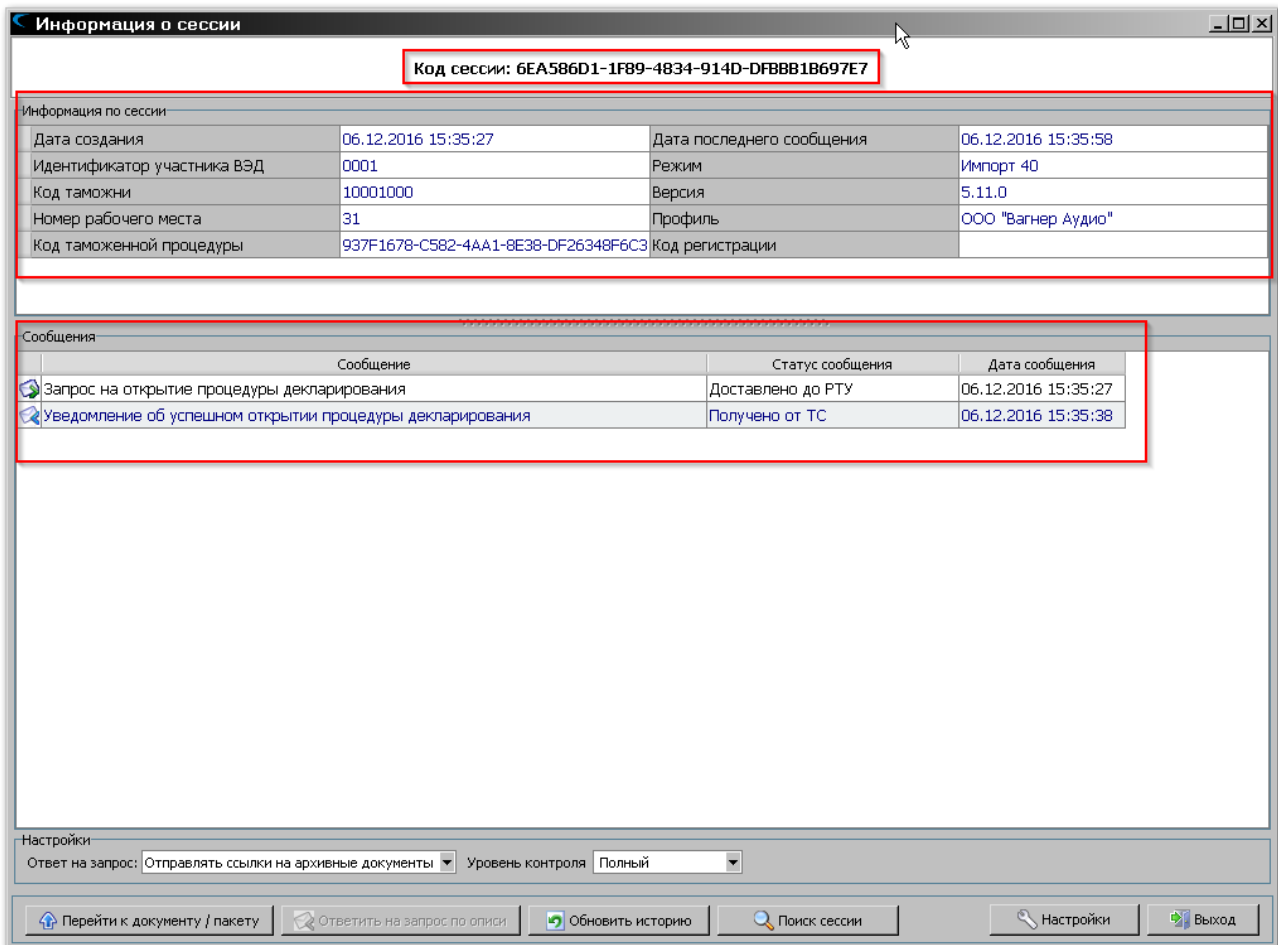 Информация о сессии
Код сессии: 6EA586D1-1F89-4834-914D-DFBBB1B697E7
Информация по сессии
Дата создания 06.12.2016 15:35:27 Дата последнего сообщения 06.12.2016 15:35:58
Идентификатор участника ВЭД 0001 Режим Импорт 40
Код таможни 10001000 Версия 5.11.0
Номер рабочего места 31 Профиль ООО "Вагнер Аудио"
Код таможенной процедуры 937F1678-C582-4AA1-8E38-DF26348F6C3 Код регистрации
Сообщения
Сообщение Статус сообщения Дата сообщения
Запрос на открытие процедуры декларирования Доставлено до РТУ 06.12.2016 15:35:27
Уведомление об успешном открытии процедуры декларирования Получено от ТС 06.12.2016 15:35:38
Настройки
Ответ на запрос: Отправлять ссылки на архивные документы Уровень контроля Полный
Перейти к документу / пакету Ответить на запрос по описи Обновить историю Поиск сессии Настройки Выход